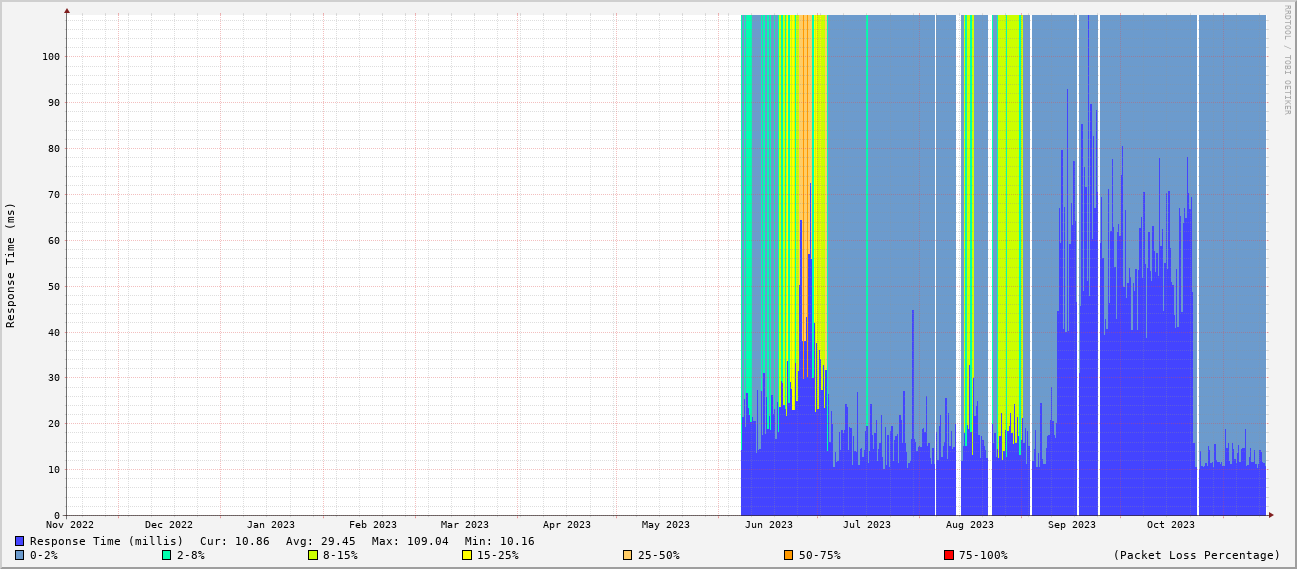 RRDTOOL / TOBI OETIKER
Response Time (ms)
100
90
80
70
60
50
40
30
20
10
0
Nov 2022 Dec 2022 Jan 2023 Feb 2023 Mar 2023 Apr 2023 May 2023 Jun 2023 Jul 2023 Aug 2023 Sep 2023 Oct 2023
Response Time (millis) Cur: 10.86 Avg: 29.45 Max: 109.04 Min: 10.16
0-2% 2-8% 8-15% 15-25% 25-50% 50-75% 75-100% (Packet Loss Percentage)